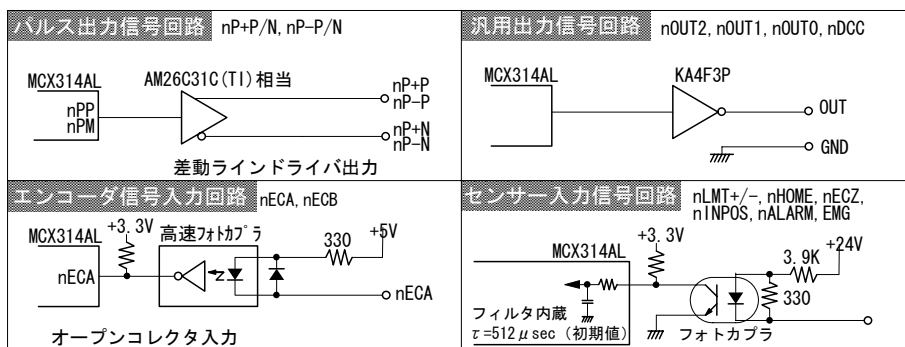 パルス出力信号回路 nP+P/N, nP-P/N
MCX314AL
AM26C31C(TI)相当
nPP
nPM
nP+P
nP-P
nP+N
nP-N
差動ラインドライバ出力
汎用出力信号回路 nOUT2, nOUT1, nOUT0, nDCC
MCX314AL
KA4F3P
OUT
GND
エンコーダ信号入力回路 nECA, nECB
MCX314AL
+3.3V
高速フォトカプラ
330
+5V
nECA
nECA
オープンコレクタ入力
センサー入力信号回路 nLMT+/-, nHOME, nECZ,
nINPOS, nALARM, EMG
MCX314AL
+3.3V
+24V
3.9K
330
フィルタ内蔵
τ=512μsec (初期値)
フォトカプラ